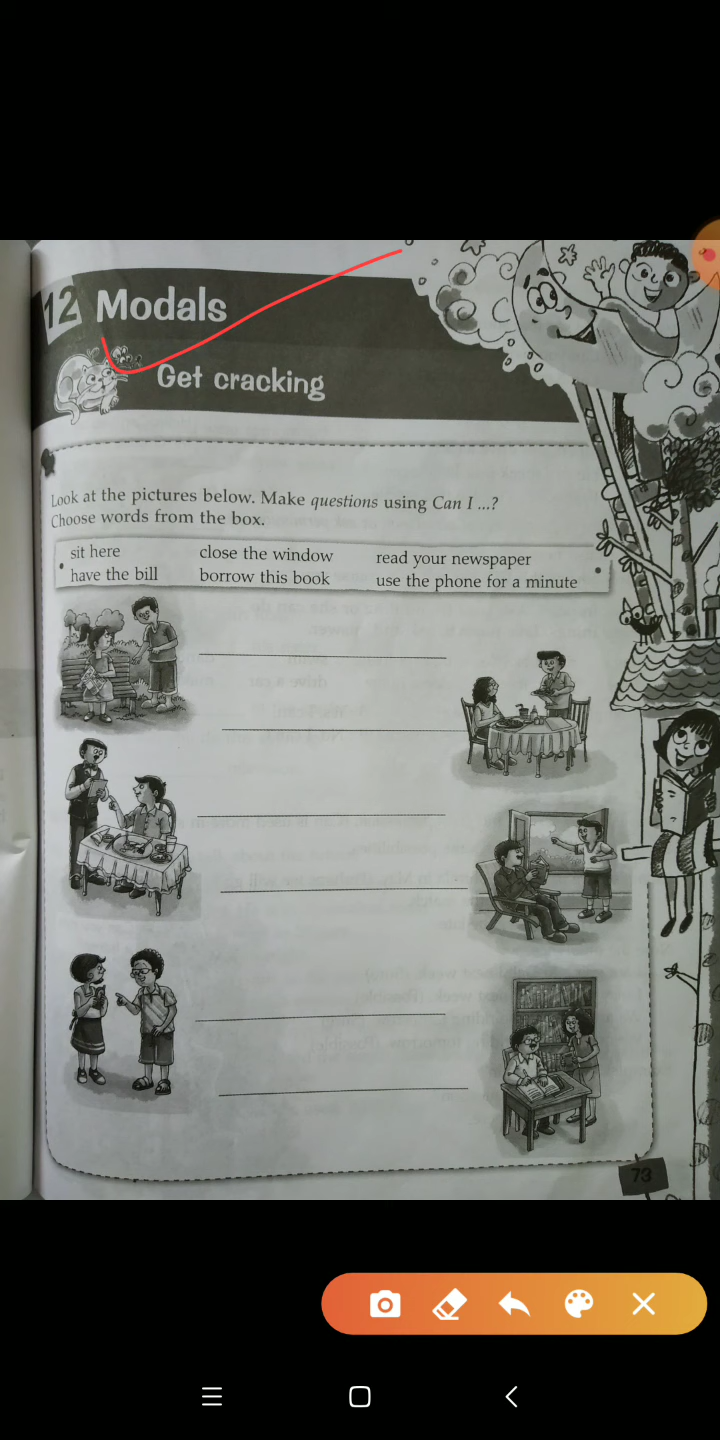 12 Modals
Get cracking
Look at the pictures below. Make questions using Can I ...?
Choose words from the box.
sit here close the window read your newspaper
have the bill borrow this book use the phone for a minute
73